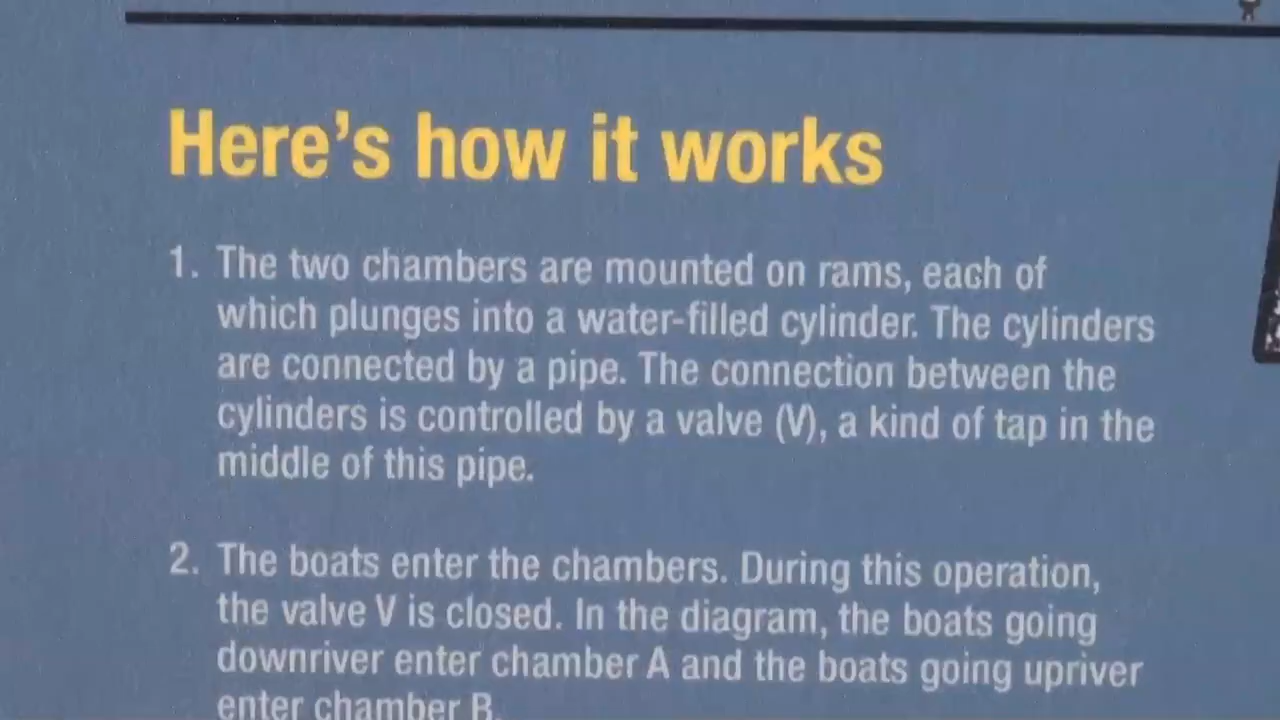 Here's how it works
1. The two chambers are mounted on rams, each of
which plunges into a water-filled cylinder. The cylinders
are connected by a pipe. The connection between the
cylinders is controlled by a valve (V), a kind of tap in the
middle of this pipe.
2. The boats enter the chambers. During this operation,
the valve V is closed. In the diagram, the boats going
downriver enter chamber A and the boats going upriver
enter chamber B.